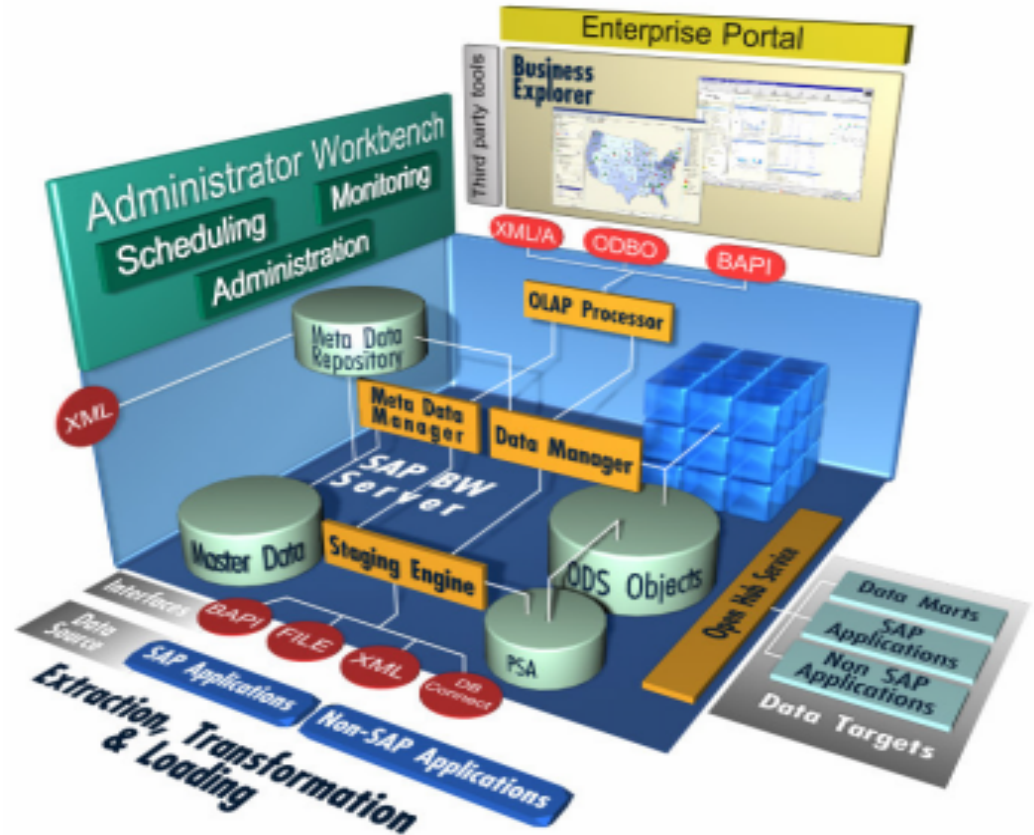 Enterprise Portal
Third party tools
Business
Explorer
Administrator Workbench
Scheduling
Monitoring
Administration
XML/A
ODBO
BAPI
OLAP Processor
Meta Data
Repository
XML
Meta Data
Manager
Data Manager
SAP BW
Server
Master Data
Staging Engine
ODS Objects
PSA
Open Hub Service
Interfaces
BAPI
FILE
XML
DB
Connect
Data
Source
SAP Applications
Non-SAP Applications
Extraction, Transformation
& Loading
Data Marts
SAP
Applications
Non SAP
Applications
Data Targets